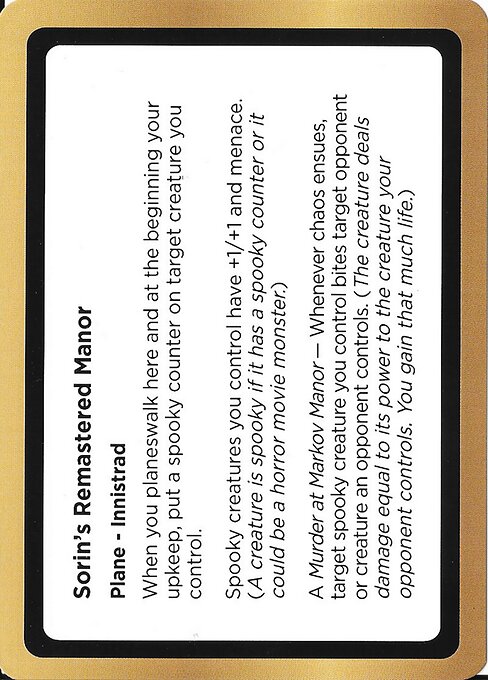 Sorin's Remastered Manor
Plane - Innistrad
When you planeswalk here and at the beginning your
upkeep, put a spooky counter on target creature you
control.
Spooky creatures you control have +1/+1 and menace.
(A creature is spooky if it has a spooky counter or it
could be a horror movie monster.)
A Murder at Markov Manor — Whenever chaos ensues,
target spooky creature you control bites target opponent
or creature an opponent controls. (The creature deals
damage equal to its power to the creature your
opponent controls. You gain that much life.)